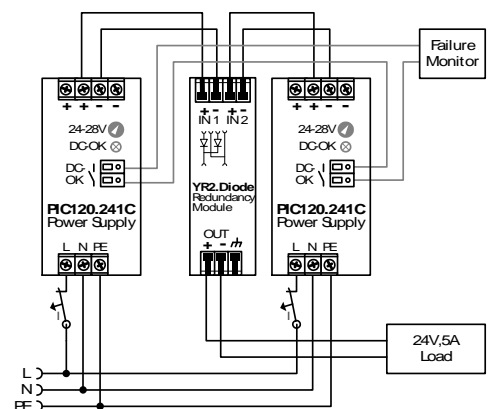 Failure
Monitor
+ + - -
24-28V
DC-OK
DC-
OK
PIC120.241C
Power Supply
L N PE
+ - + -
IN 1 IN 2
YR2.Diode
Redundancy
Module
OUT
+ -
+ + - -
24-28V
DC-OK
DC-
OK
PIC120.241C
Power Supply
L N PE
I
I
24V,5A
Load
L
N
PE